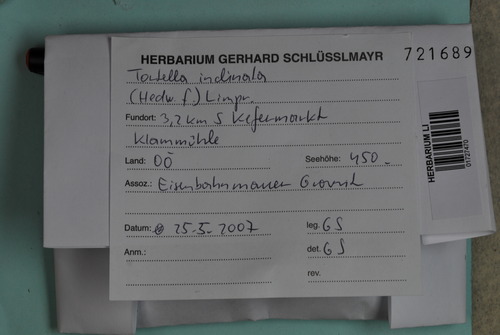 HERBARIUM GERHARD SCHLÜSSLMAYR
721689
Tortella inclinata
(Hedw. f.) Limpr.
Fundort: 3,2 km S Kefermarkt
Klammühle
Land: OÖ Seehöhe: 450.-
Assoz.: Eisenbahnmauer
Datum: 25.5.2007 leg. GS
Anm.: det. GS
rev.
HERBARIUM LI
01727470